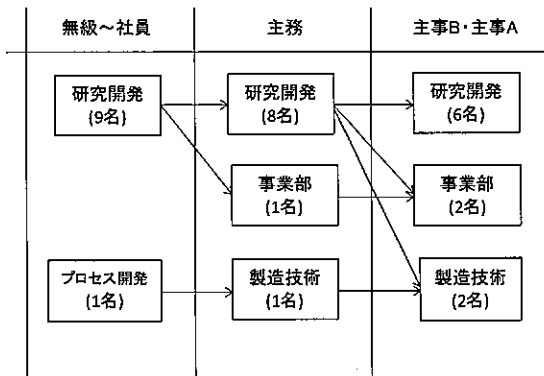 無級～社員
主務
主事B・主事A
研究開発
(9名)
研究開発
(8名)
研究開発
(6名)
事業部
(1名)
事業部
(2名)
プロセス開発
(1名)
製造技術
(1名)
製造技術
(2名)